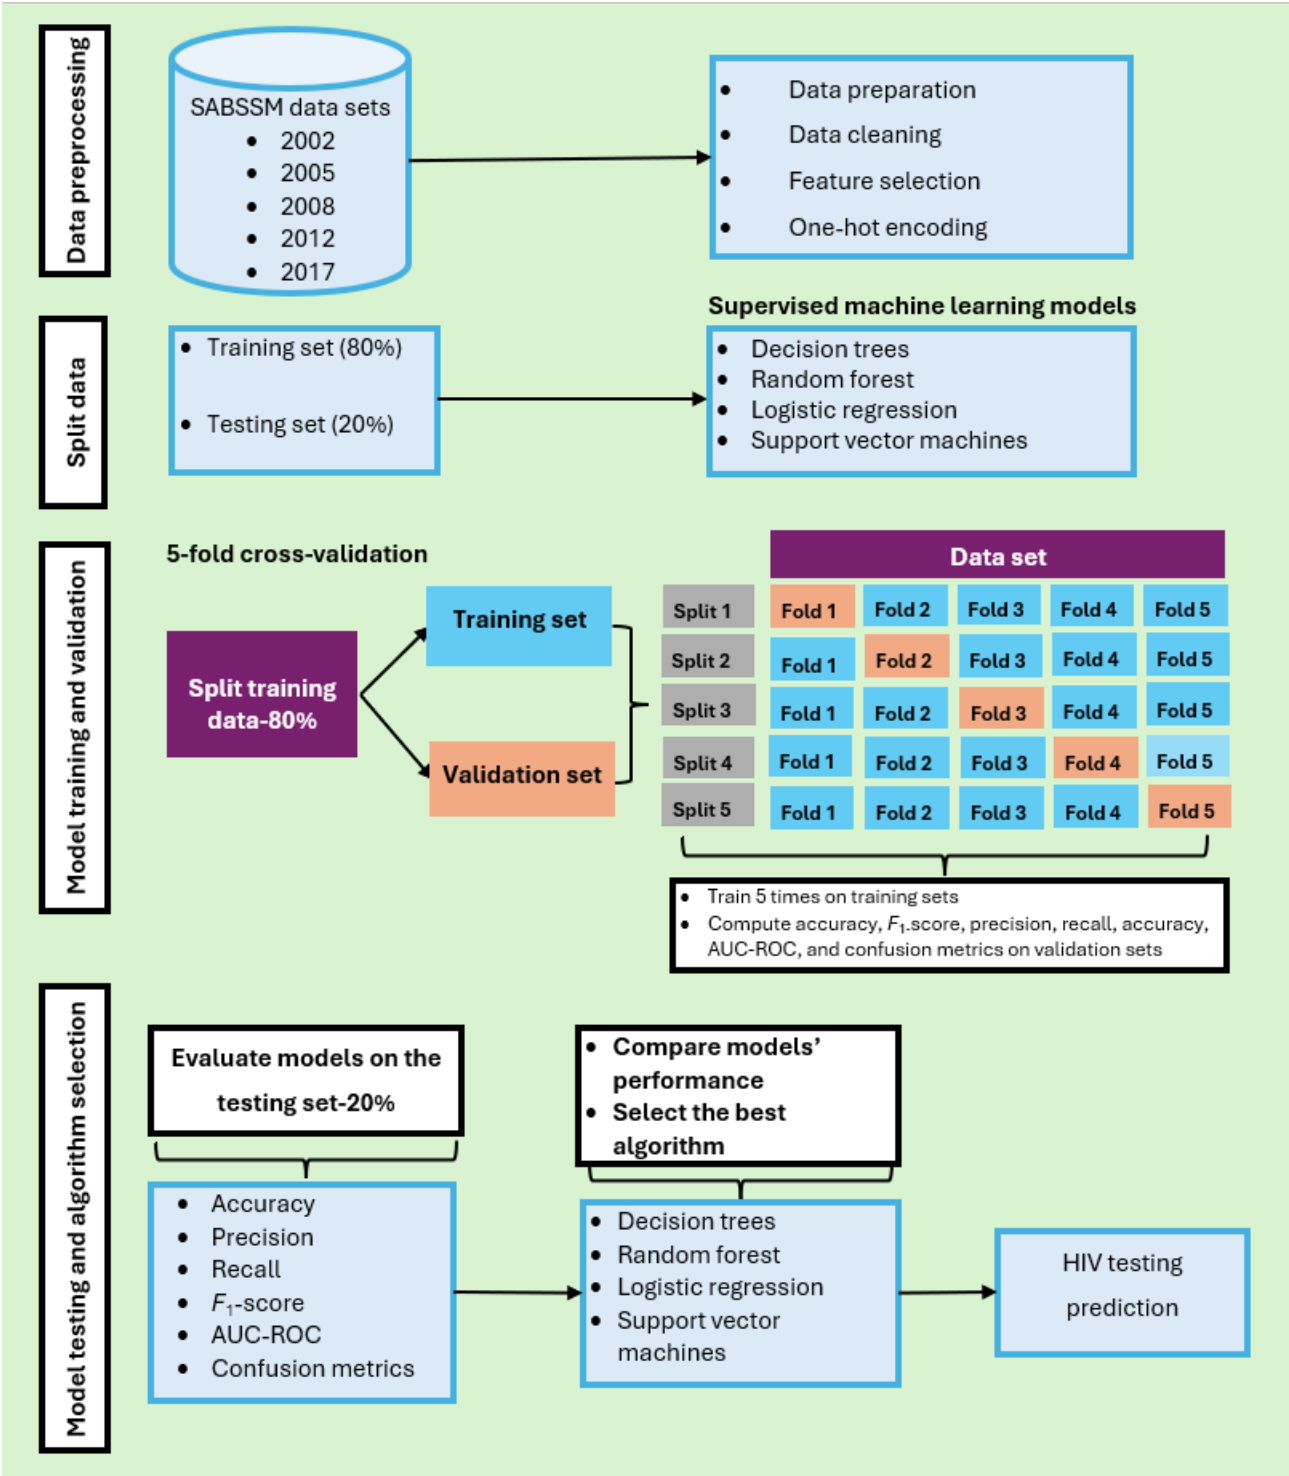 Data preprocessing
SABSSM data sets
• 2002
• 2005
• 2008
• 2012
• 2017
• Data preparation
• Data cleaning
• Feature selection
• One-hot encoding
Split data
• Training set (80%)
• Testing set (20%)
Supervised machine learning models
• Decision trees
• Random forest
• Logistic regression
• Support vector machines
Model training and validation
5-fold cross-validation
Split training
data-80%
Training set
Validation set
Data set
Split 1 Fold 1 Fold 2 Fold 3 Fold 4 Fold 5
Split 2 Fold 1 Fold 2 Fold 3 Fold 4 Fold 5
Split 3 Fold 1 Fold 2 Fold 3 Fold 4 Fold 5
Split 4 Fold 1 Fold 2 Fold 3 Fold 4 Fold 5
Split 5 Fold 1 Fold 2 Fold 3 Fold 4 Fold 5
• Train 5 times on training sets
• Compute accuracy, F₁-score, precision, recall, accuracy,
AUC-ROC, and confusion metrics on validation sets
Model testing and algorithm selection
Evaluate models on the
testing set-20%
• Accuracy
• Precision
• Recall
• F₁-score
• AUC-ROC
• Confusion metrics
• Compare models’
performance
• Select the best
algorithm
• Decision trees
• Random forest
• Logistic regression
• Support vector
machines
HIV testing
prediction